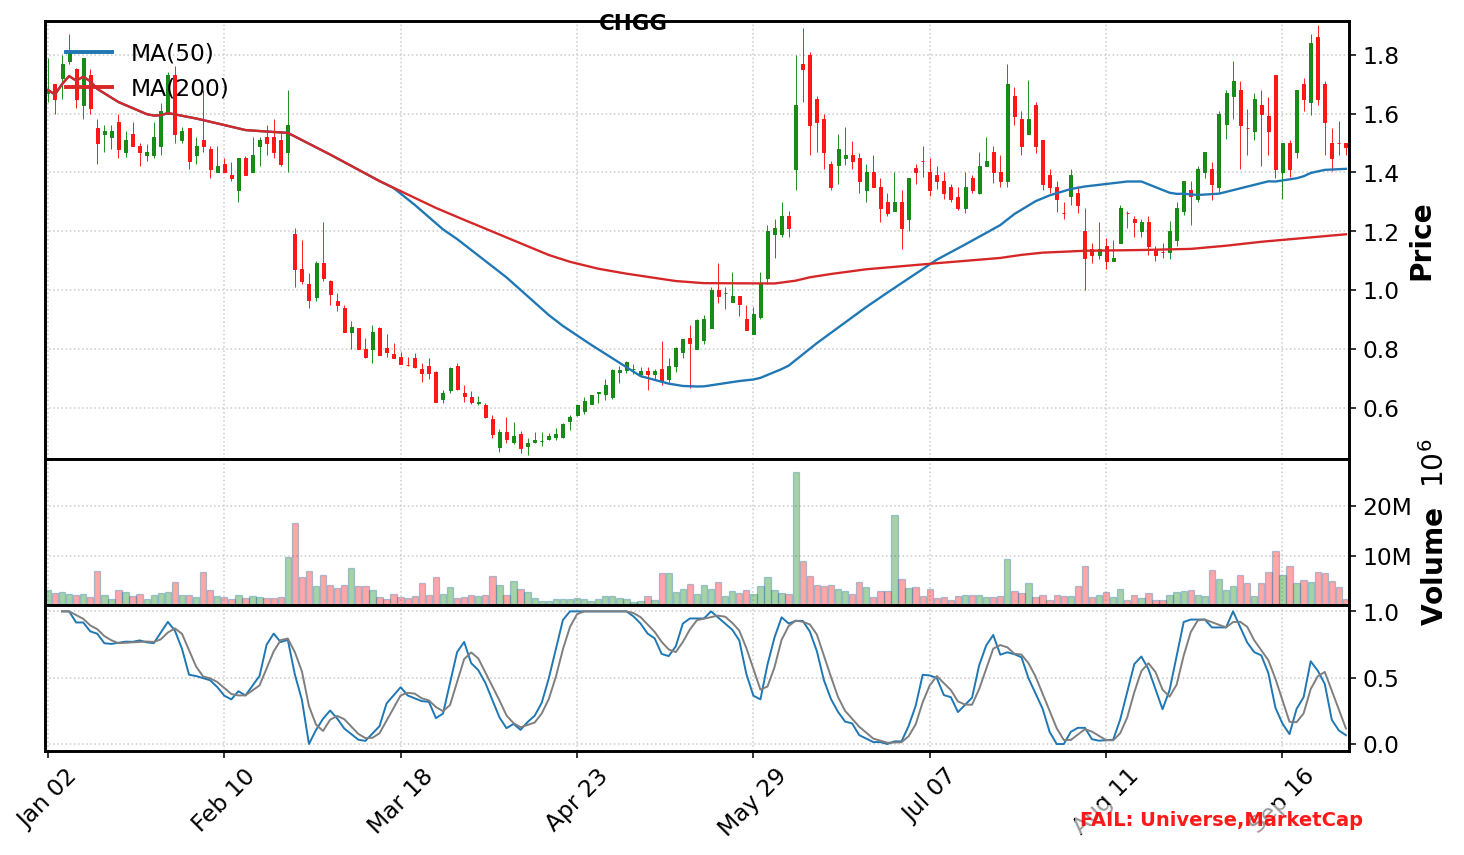 CHGG
MA(50)
MA(200)
1.8
1.6
1.4
1.2
1.0
0.8
0.6
Price
20M
10M
Volume 10^6
1.0
0.5
0.0
Jan 02
Feb 10
Mar 18
Apr 23
May 29
Jul 07
Aug 11
Sep 16
FAIL: Universe,MarketCap